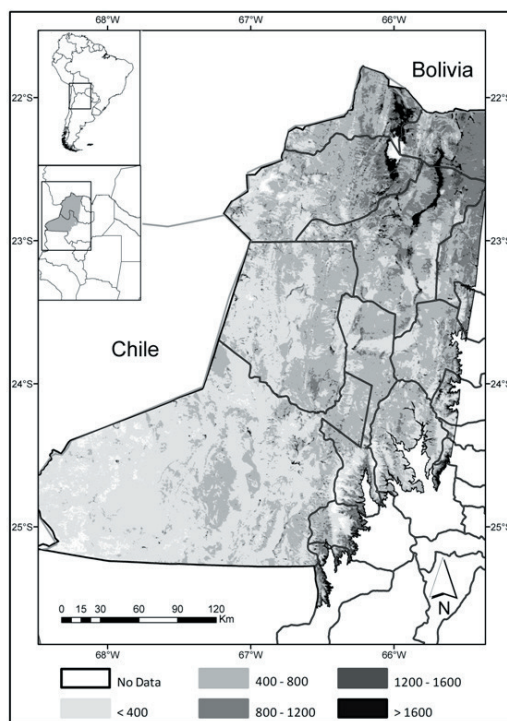 68°W 67°W 66°W
Bolivia
22°S 22°S
23°S 23°S
Chile
24°S 24°S
25°S 25°S
N
0 15 30 60 90 120
Km
68°W 67°W 66°W
No Data 400 - 800 1200 - 1600
< 400 800 - 1200 > 1600